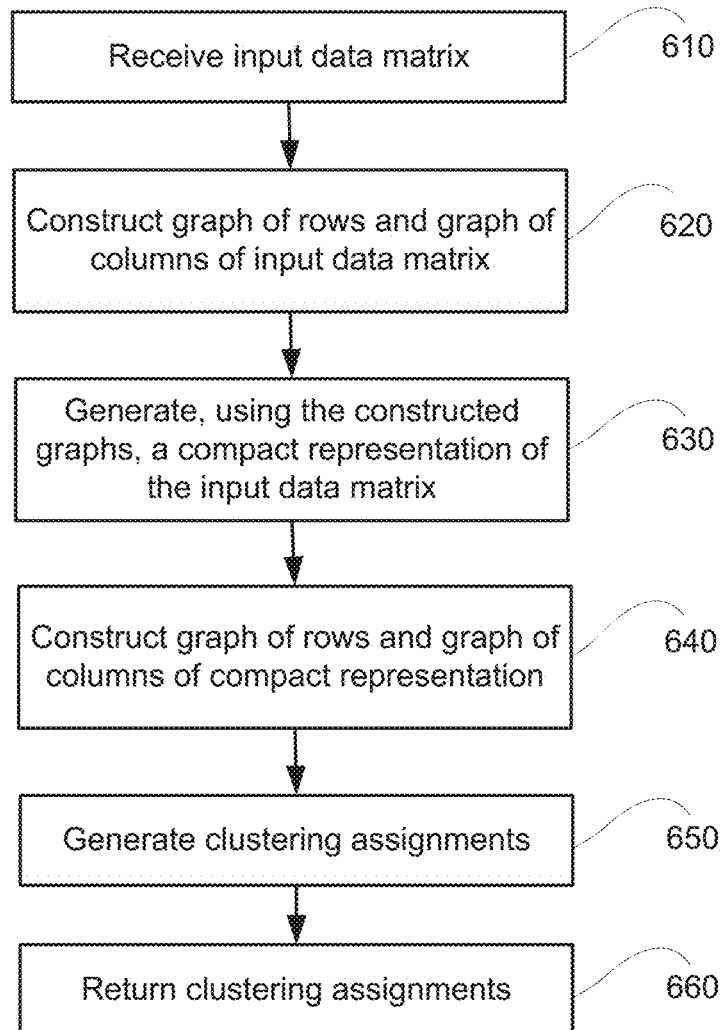 Receive input data matrix
610
Construct graph of rows and graph of
columns of input data matrix
620
Generate, using the constructed
graphs, a compact representation of
the input data matrix
630
Construct graph of rows and graph of
columns of compact representation
640
Generate clustering assignments
650
Return clustering assignments
660